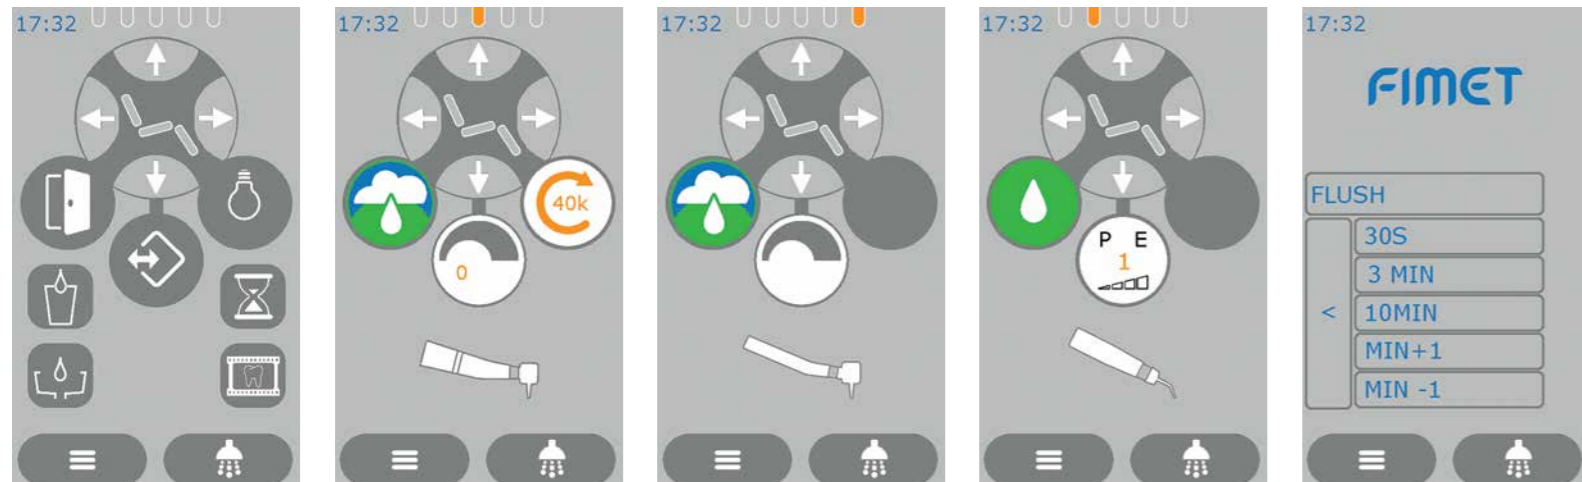 17:32
17:32
40k
0
17:32
17:32
P E
1
17:32
FIMET
FLUSH
<
30S
3 MIN
10MIN
MIN+1
MIN -1